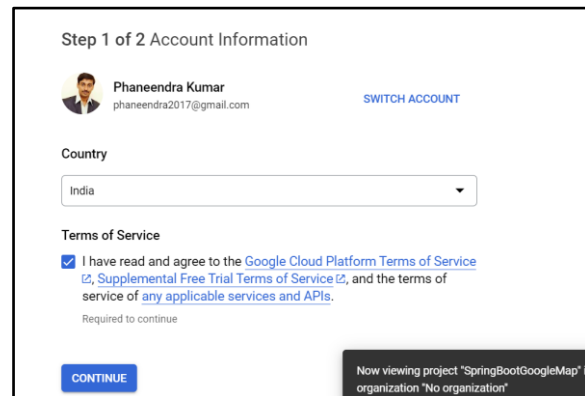 Step 1 of 2 Account Information
Phaneendra Kumar
phaneendra2017@gmail.com
SWITCH ACCOUNT
Country
India
Terms of Service
I have read and agree to the Google Cloud Platform Terms of Service
, Supplemental Free Trial Terms of Service , and the terms of
service of any applicable services and APIs.
Required to continue
CONTINUE
Now viewing project "SpringBootGoogleMap" i
organization "No organization"